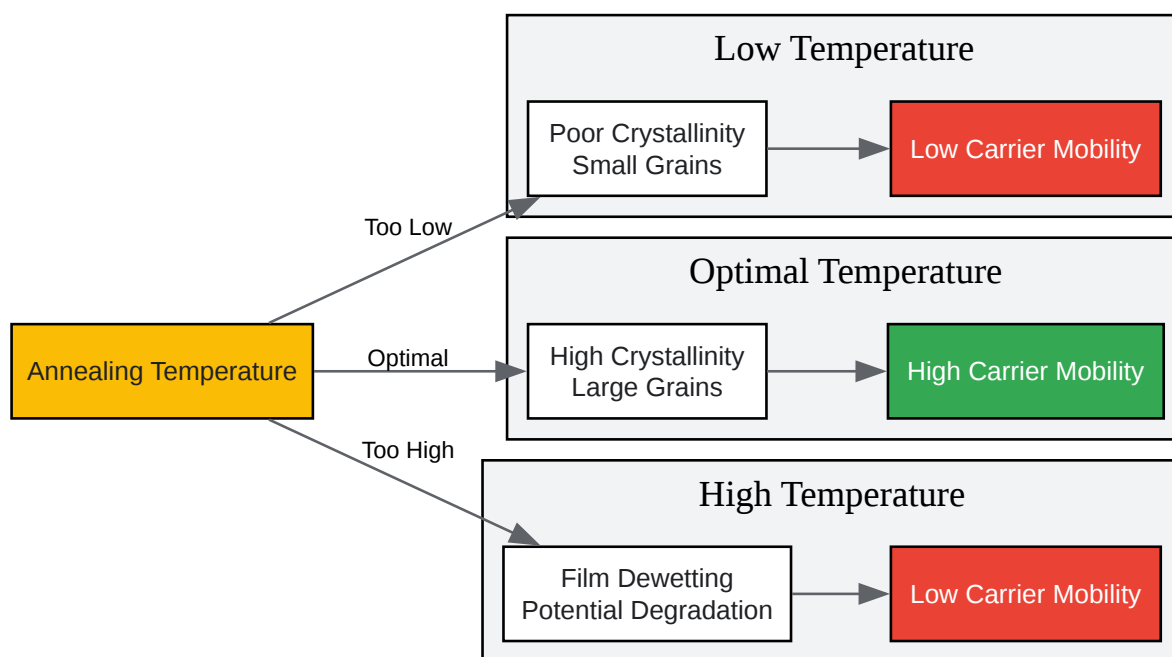 Low Temperature
Poor Crystallinity
Small Grains
Low Carrier Mobility
Too Low
Optimal Temperature
Annealing Temperature
Optimal
High Crystallinity
Large Grains
High Carrier Mobility
Too High
High Temperature
Film Dewetting
Potential Degradation
Low Carrier Mobility